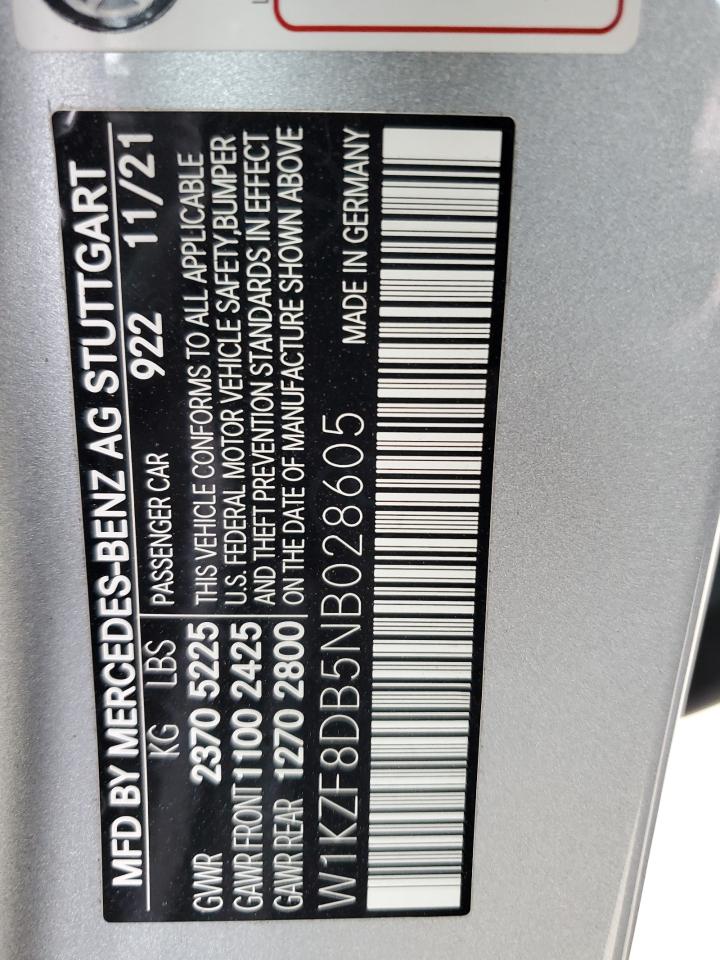 MFD BY MERCEDES-BENZ AG STUTTGART
KG LBS PASSENGER CAR 922 11/21
GVWR 2370 5225 THIS VEHICLE CONFORMS TO ALL APPLICABLE
U.S. FEDERAL MOTOR VEHICLE SAFETY,BUMPER
GAWR FRONT 1100 2425 AND THEFT PREVENTION STANDARDS IN EFFECT
GAWR REAR 1270 2800 ON THE DATE OF MANUFACTURE SHOWN ABOVE
W1KZF8DB5NB028605 MADE IN GERMANY